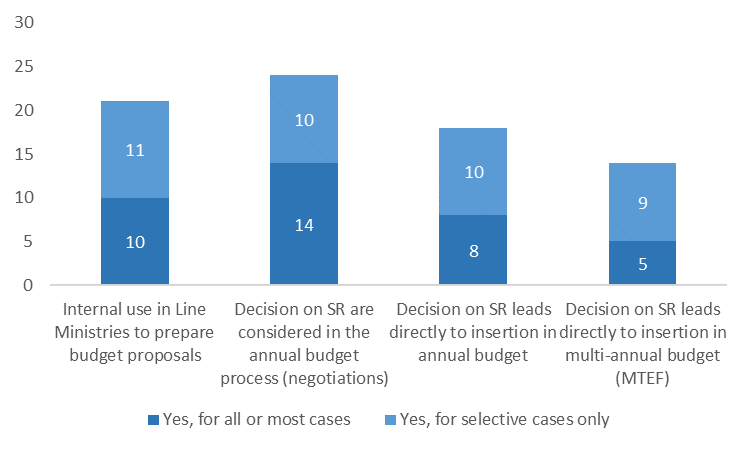 30
25
20
15
10
5
0
11
10
10
14
10
8
9
5
Internal use in Line
Ministries to prepare
budget proposals
Decision on SR are
considered in the
annual budget
process (negotiations)
Decision on SR leads
directly to insertion in
annual budget
Decision on SR leads
directly to insertion in
multi-annual budget
(MTEF)
Yes, for all or most cases
Yes, for selective cases only